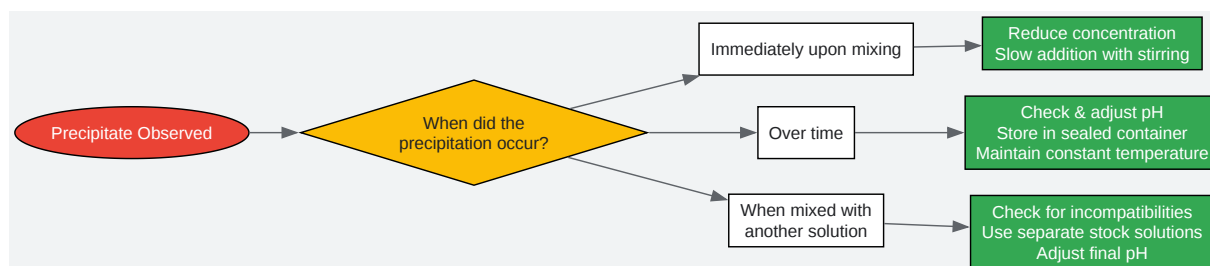 Precipitate Observed
When did the
precipitation occur?
Immediately upon mixing
Reduce concentration
Slow addition with stirring
Over time
Check & adjust pH
Store in sealed container
Maintain constant temperature
When mixed with
another solution
Check for incompatibilities
Use separate stock solutions
Adjust final pH